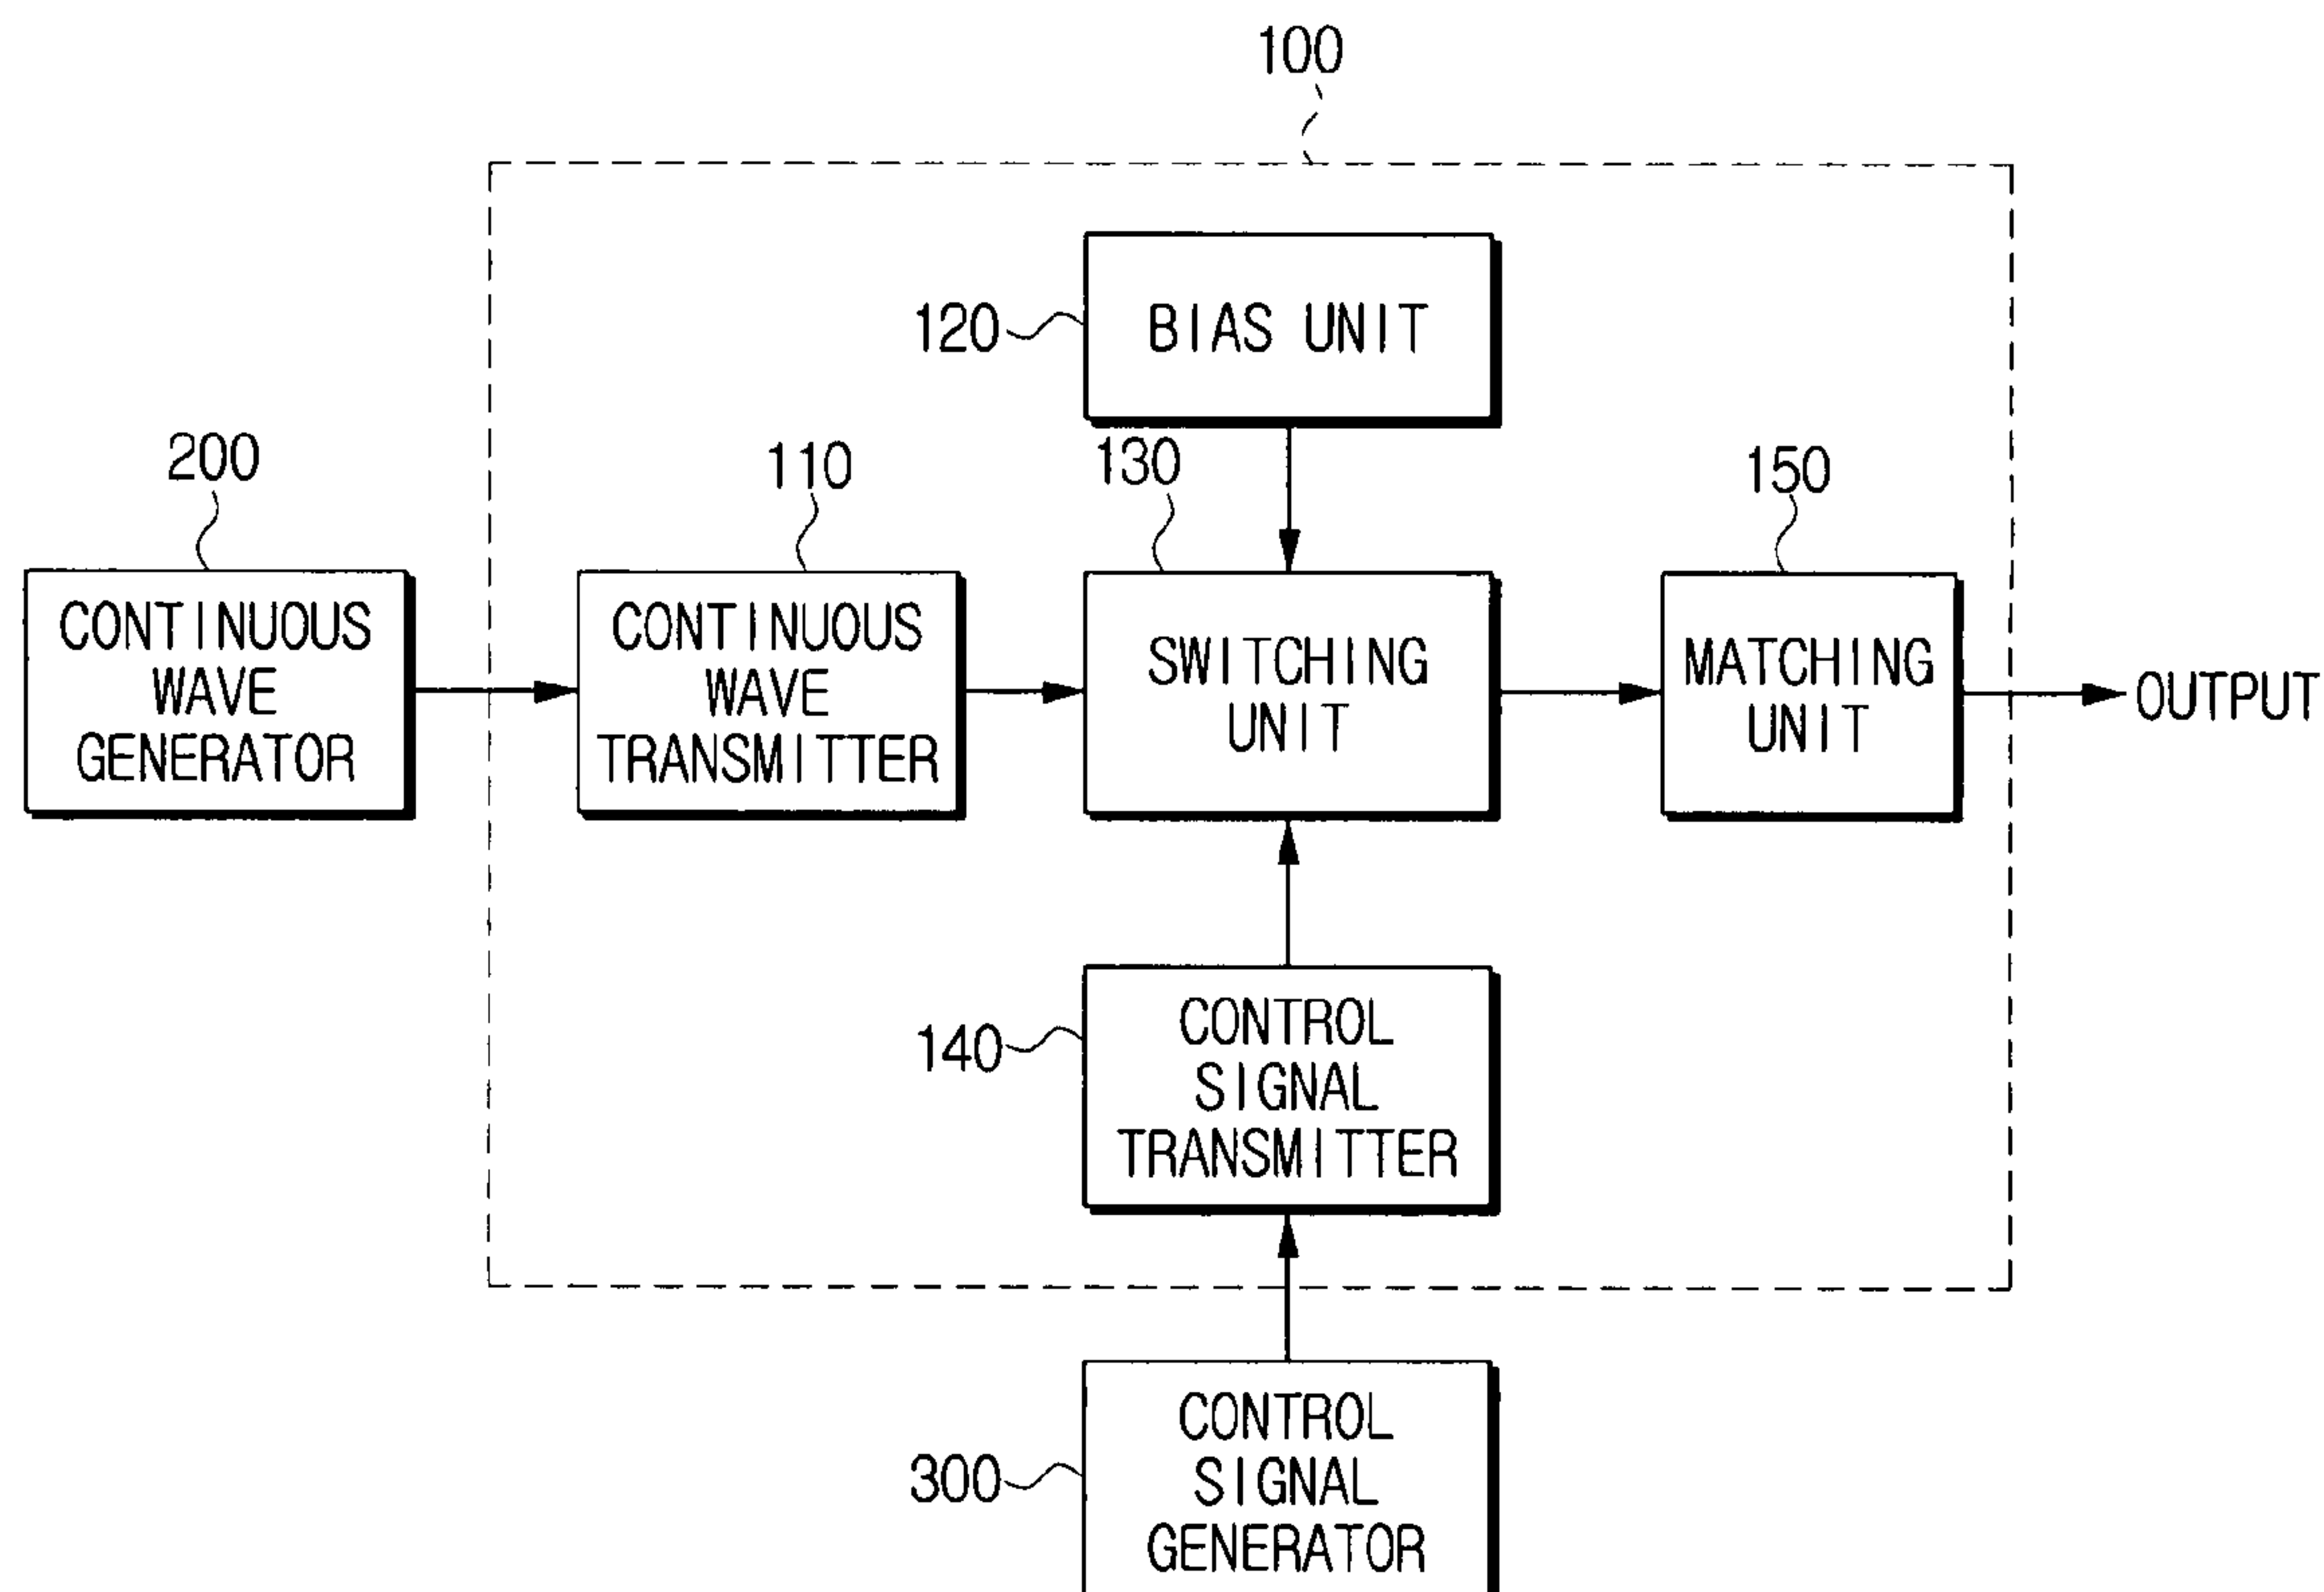 100
120
BIAS UNIT
200
110
130
150
CONTINUOUS
WAVE
GENERATOR
CONTINUOUS
WAVE
TRANSMITTER
SWITCHING
UNIT
MATCHING
UNIT
OUTPUT
140
CONTROL
SIGNAL
TRANSMITTER
300
CONTROL
SIGNAL
GENERATOR